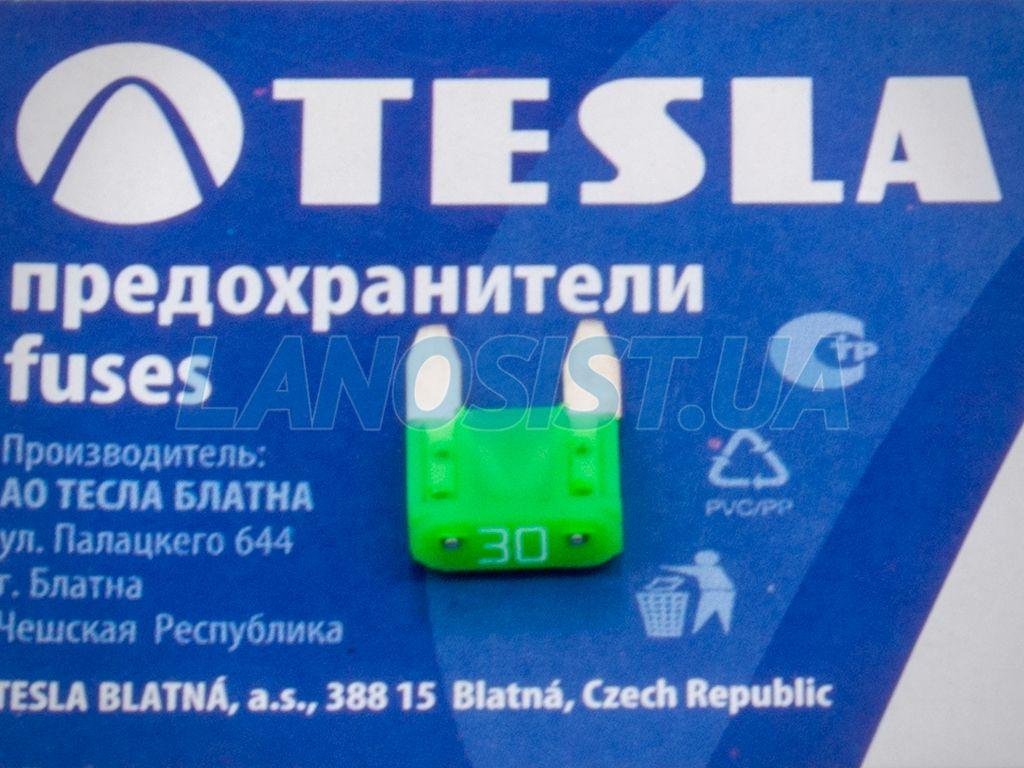 TESLA
предохранители
fuses
LANOSIST.UA
Производитель:
АО ТЕСЛА БЛАТНА
ул. Палацкего 644
г. Блатна
Чешская Республика
PVC/PP
30
TESLA BLATNÁ, a.s., 388 15 Blatná, Czech Republic